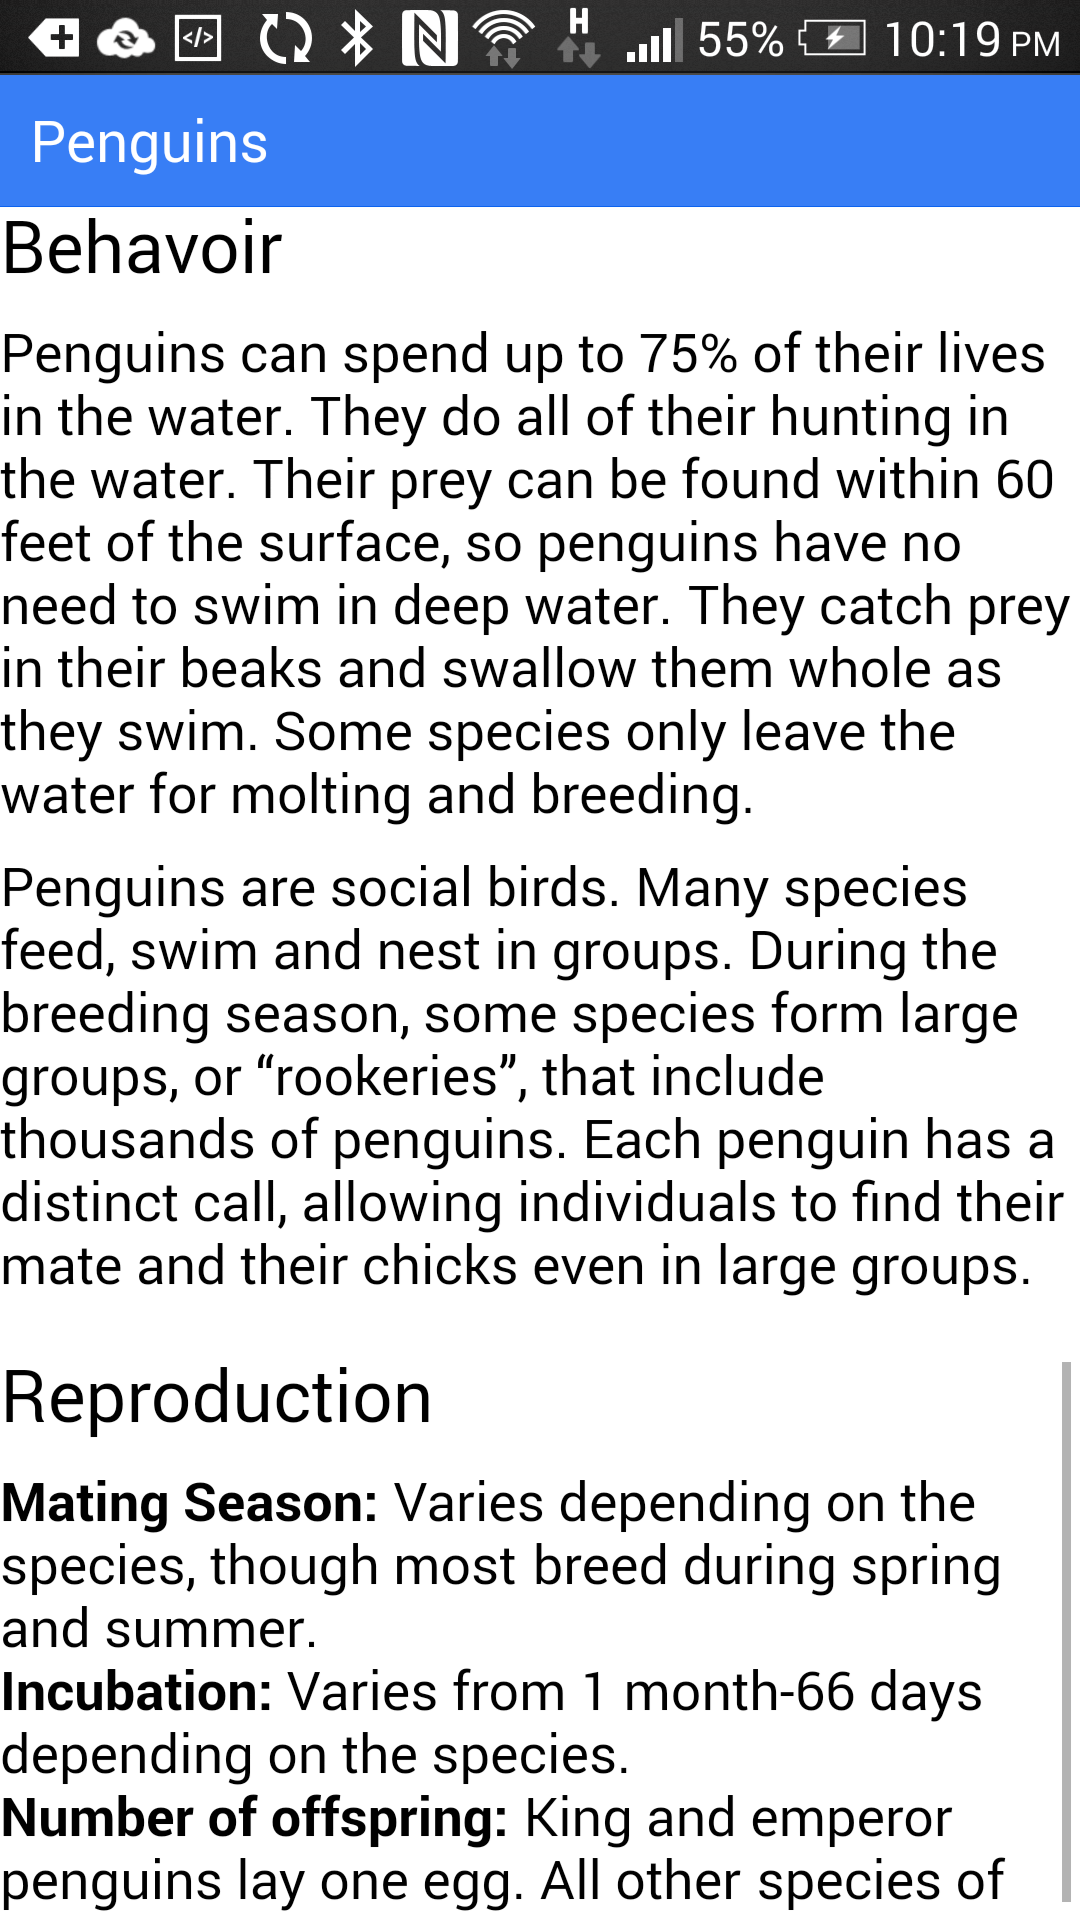 55% 10:19 PM
Penguins
Behavoir
Penguins can spend up to 75% of their lives
in the water. They do all of their hunting in
the water. Their prey can be found within 60
feet of the surface, so penguins have no
need to swim in deep water. They catch prey
in their beaks and swallow them whole as
they swim. Some species only leave the
water for molting and breeding.
Penguins are social birds. Many species
feed, swim and nest in groups. During the
breeding season, some species form large
groups, or “rookeries”, that include
thousands of penguins. Each penguin has a
distinct call, allowing individuals to find their
mate and their chicks even in large groups.
Reproduction
Mating Season: Varies depending on the
species, though most breed during spring
and summer.
Incubation: Varies from 1 month-66 days
depending on the species.
Number of offspring: King and emperor
penguins lay one egg. All other species of